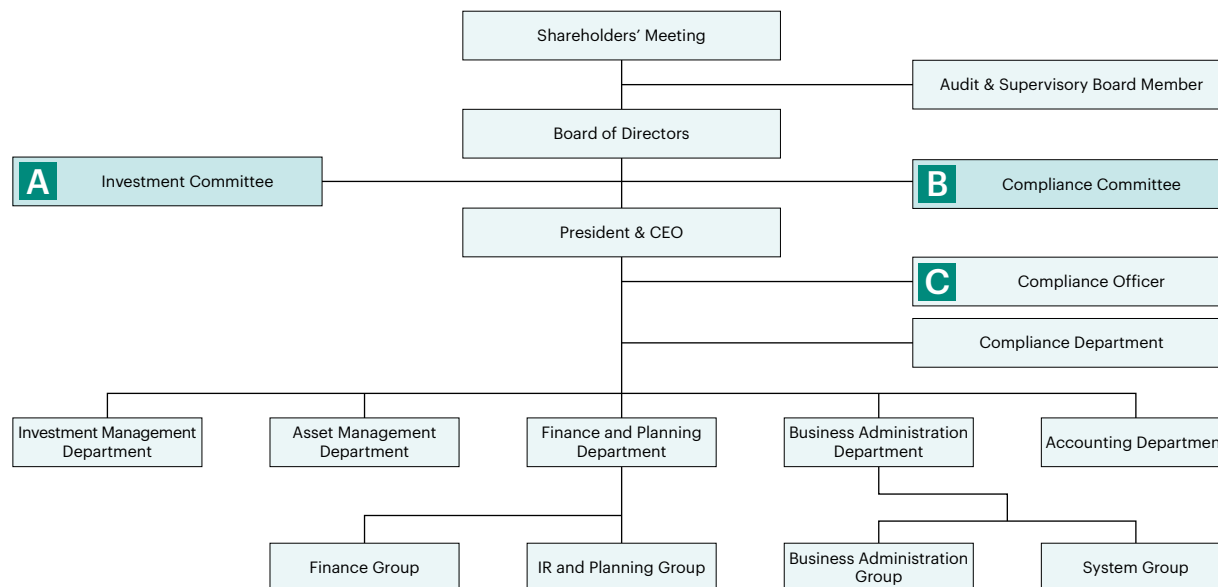 Shareholders’ Meeting
Audit & Supervisory Board Member
Board of Directors
A
Investment Committee
B
Compliance Committee
President & CEO
C
Compliance Officer
Compliance Department
Investment Management
Department
Asset Management
Department
Finance and Planning
Department
Business Administration
Department
Accounting Department
Finance Group
IR and Planning Group
Business Administration
Group
System Group